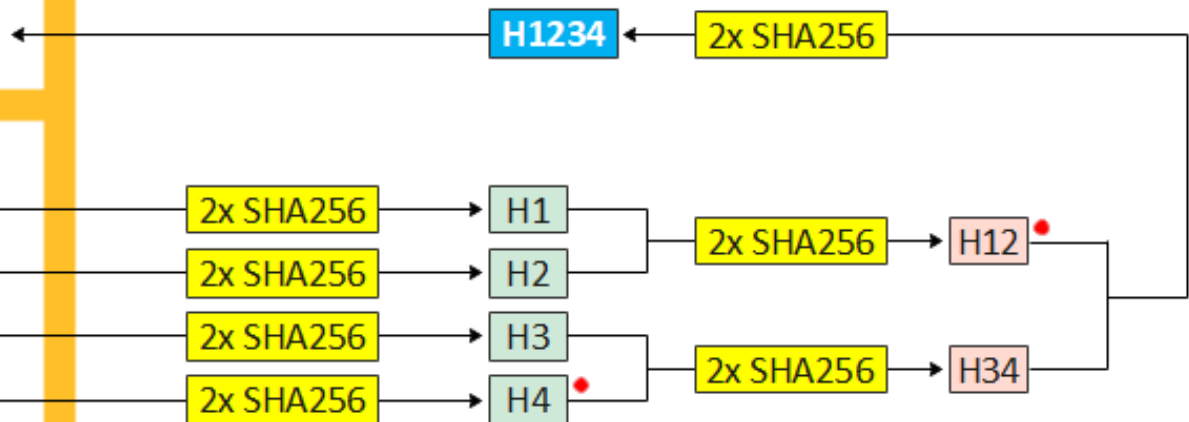 H1234 2x SHA256
2x SHA256 H1
2x SHA256 H12
2x SHA256 H2
2x SHA256 H3
2x SHA256 H34
2x SHA256 H4